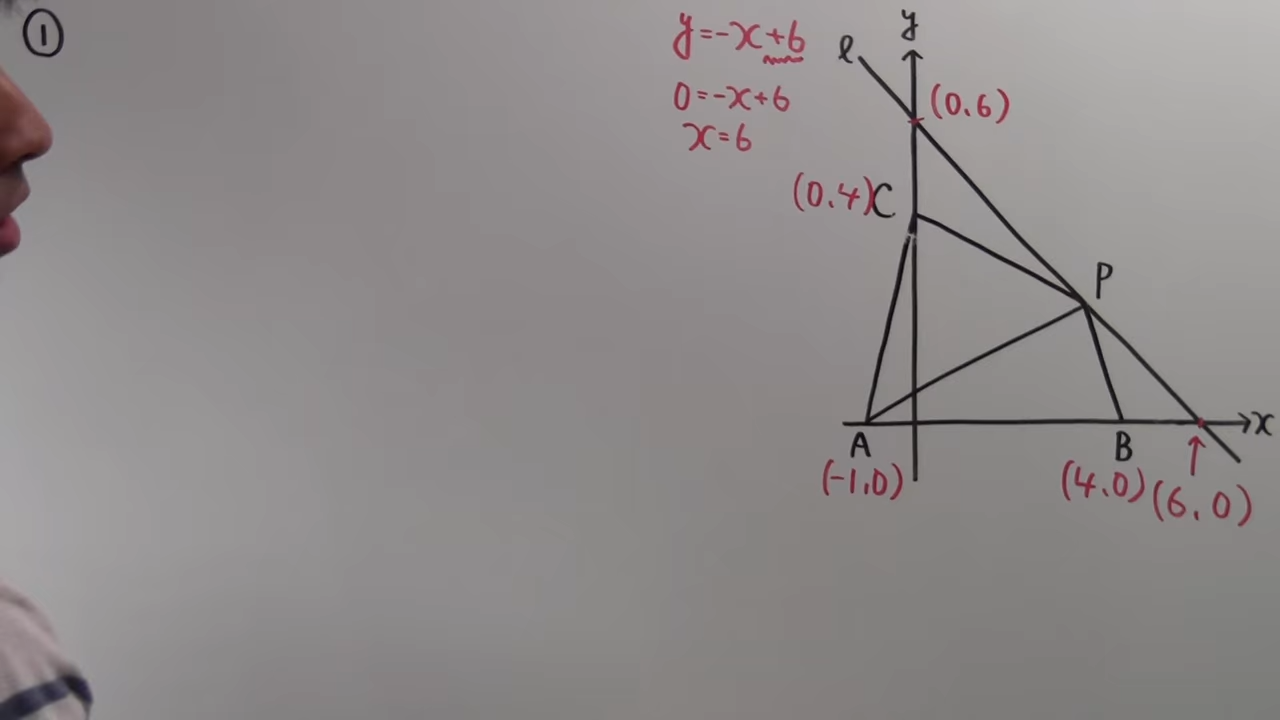 ①
y=-x+6
0=-x+6
x=6
ℓ
y
(0.6)
(0.4)C
P
x
A
B
(-1.0)
(4.0)
(6.0)